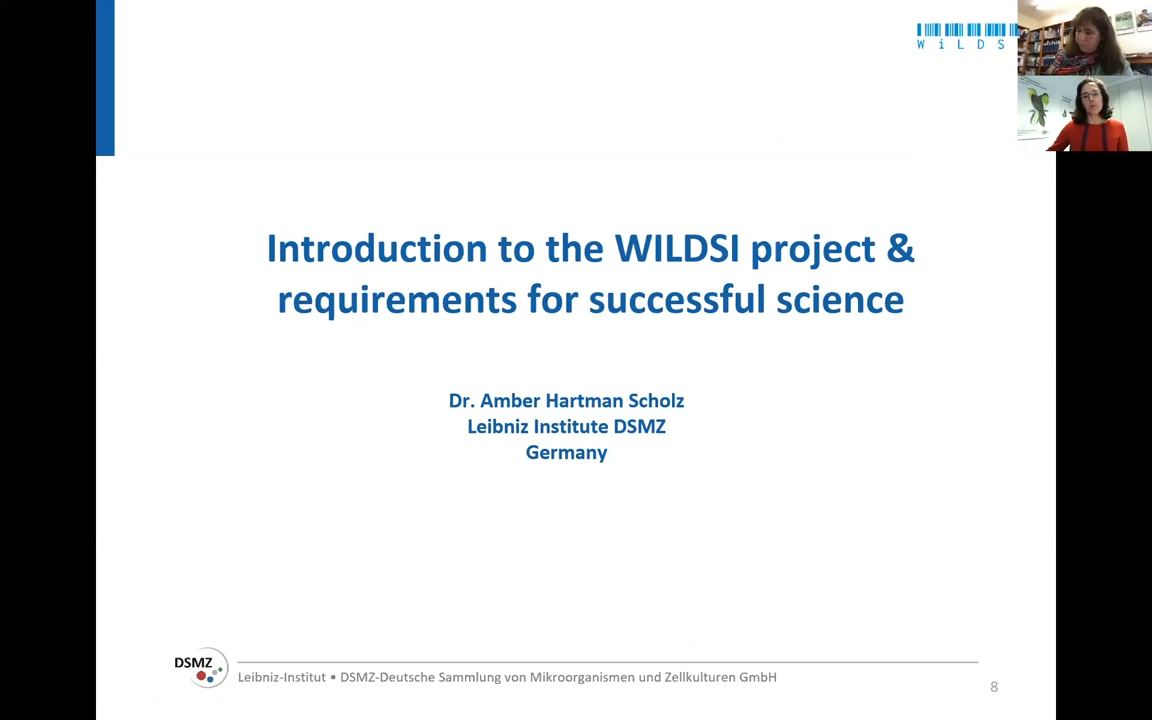 WiLDS
Introduction to the WILDSI project &
requirements for successful science
Dr. Amber Hartman Scholz
Leibniz Institute DSMZ
Germany
DSMZ
Leibniz-Institut • DSMZ-Deutsche Sammlung von Mikroorganismen und Zellkulturen GmbH
8